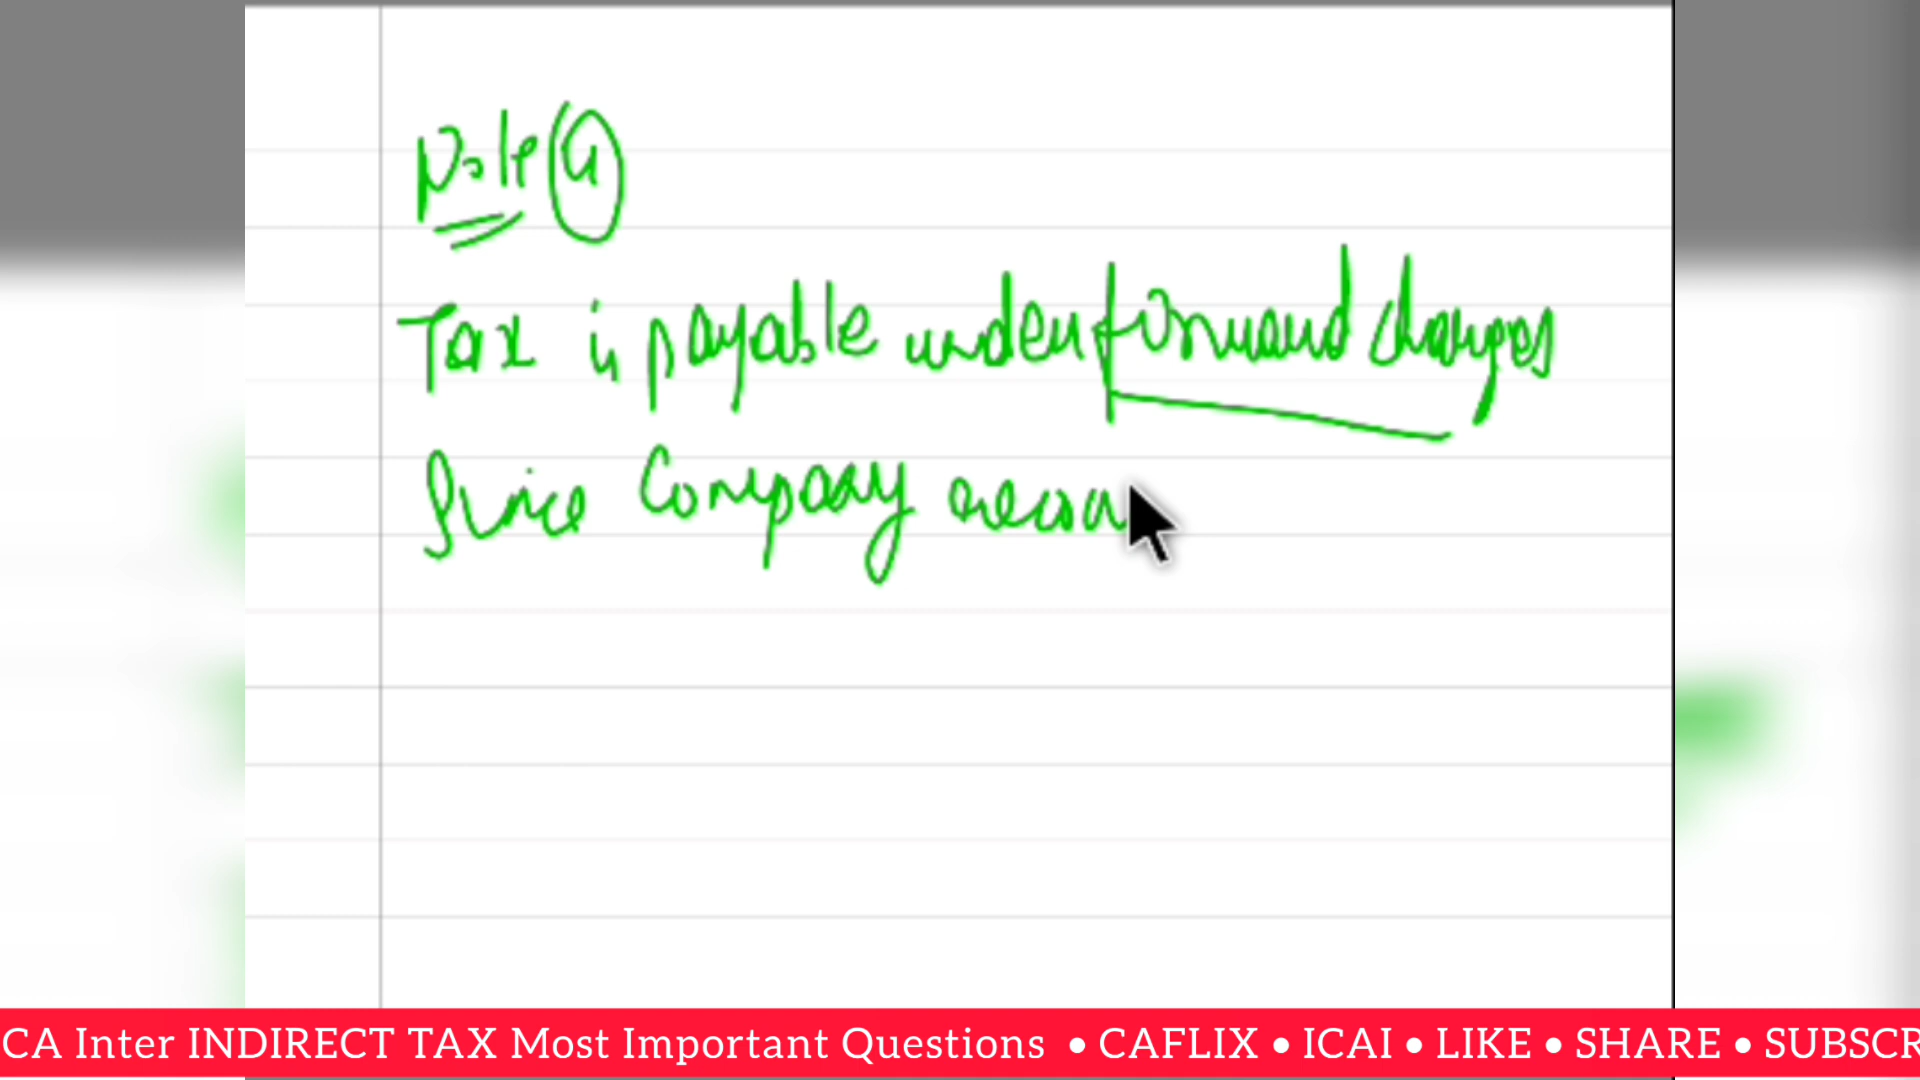 Note (a)
Tax is payable under forward charges
Since Company
CA Inter INDIRECT TAX Most Important Questions • CAFLIX • ICAI • LIKE • SHARE • SUBSCR